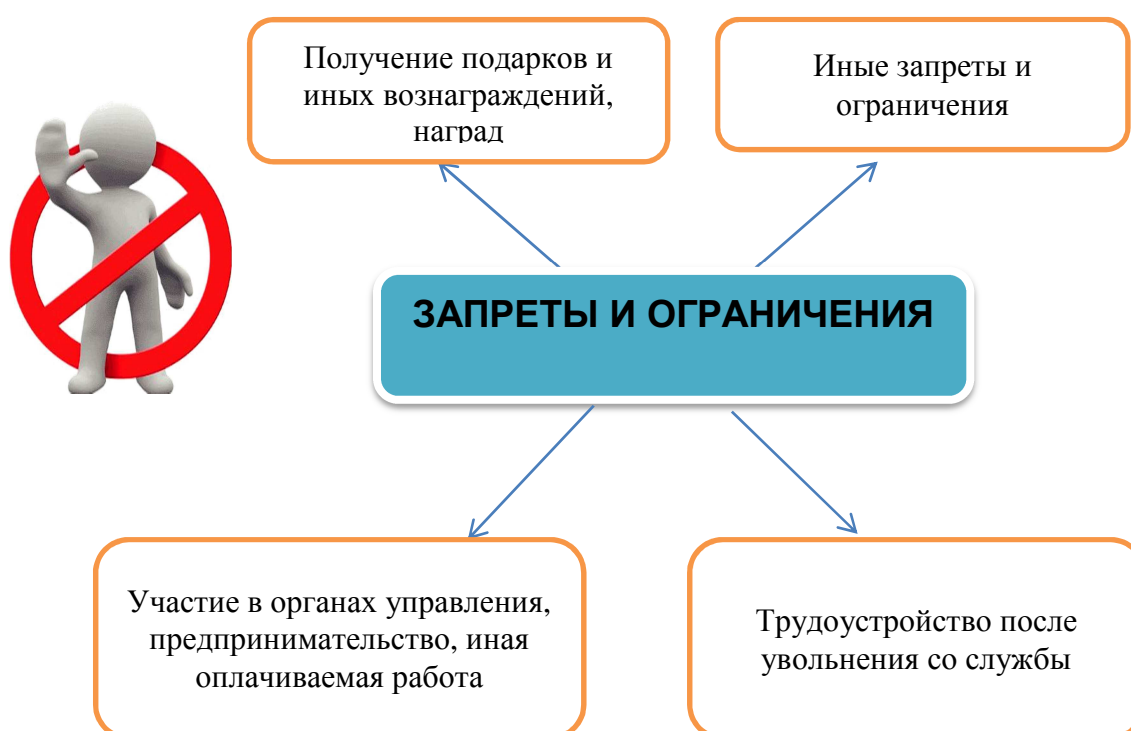 Получение подарков и
иных вознаграждений,
наград
Иные запреты и
ограничения
ЗАПРЕТЫ И ОГРАНИЧЕНИЯ
Участие в органах управления,
предпринимательство, иная
оплачиваемая работа
Трудоустройство после
увольнения со службы